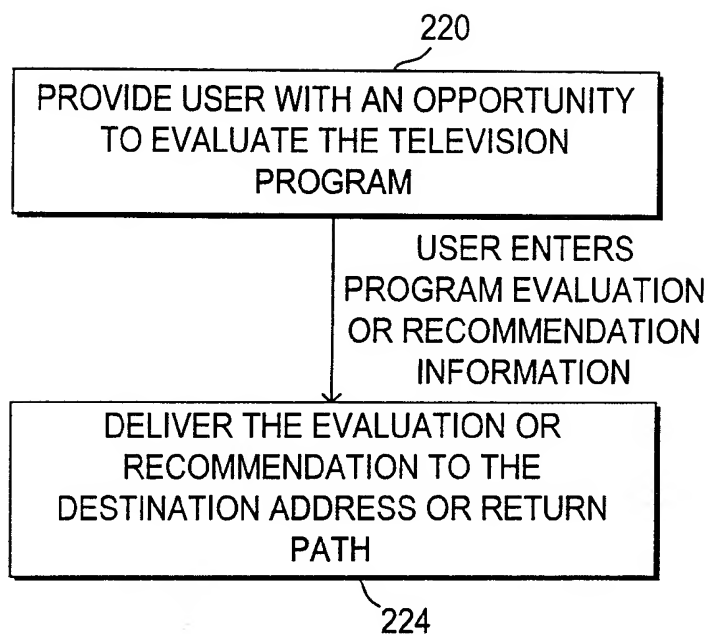 220
PROVIDE USER WITH AN OPPORTUNITY
TO EVALUATE THE TELEVISION
PROGRAM
USER ENTERS
PROGRAM EVALUATION
OR RECOMMENDATION
INFORMATION
DELIVER THE EVALUATION OR
RECOMMENDATION TO THE
DESTINATION ADDRESS OR RETURN
PATH
224